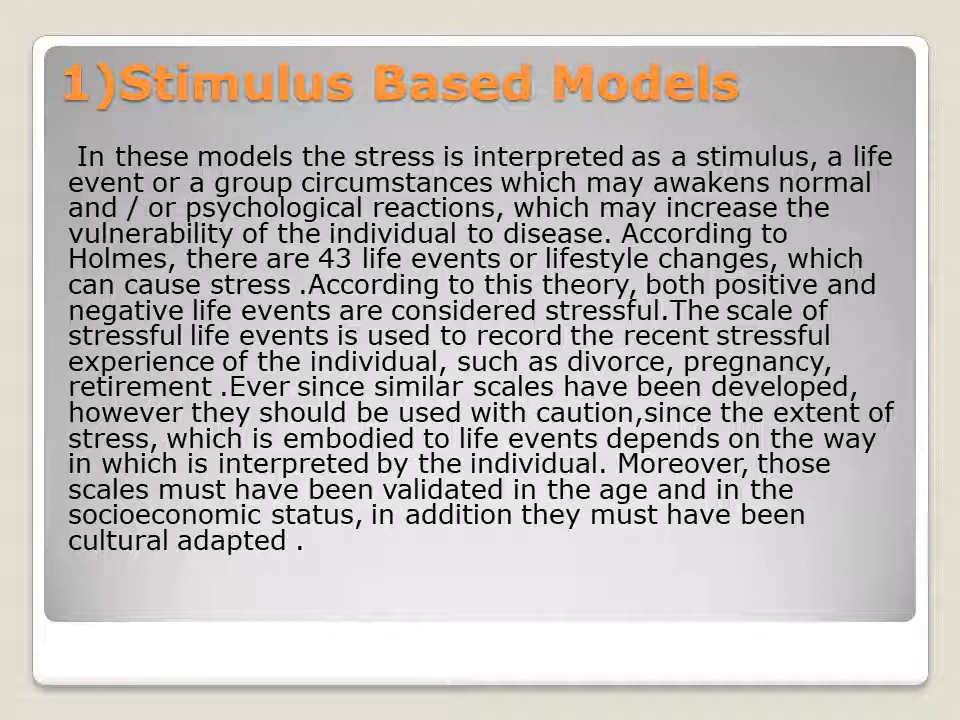 1)Stimulus Based Models
In these models the stress is interpreted as a stimulus, a life
event or a group circumstances which may awakens normal
and / or psychological reactions, which may increase the
vulnerability of the individual to disease. According to
Holmes, there are 43 life events or lifestyle changes, which
can cause stress .According to this theory, both positive and
negative life events are considered stressful.The scale of
stressful life events is used to record the recent stressful
experience of the individual, such as divorce, pregnancy,
retirement .Ever since similar scales have been developed,
however they should be used with caution,since the extent of
stress, which is embodied to life events depends on the way
in which is interpreted by the individual. Moreover, those
scales must have been validated in the age and in the
socioeconomic status, in addition they must have been
cultural adapted .